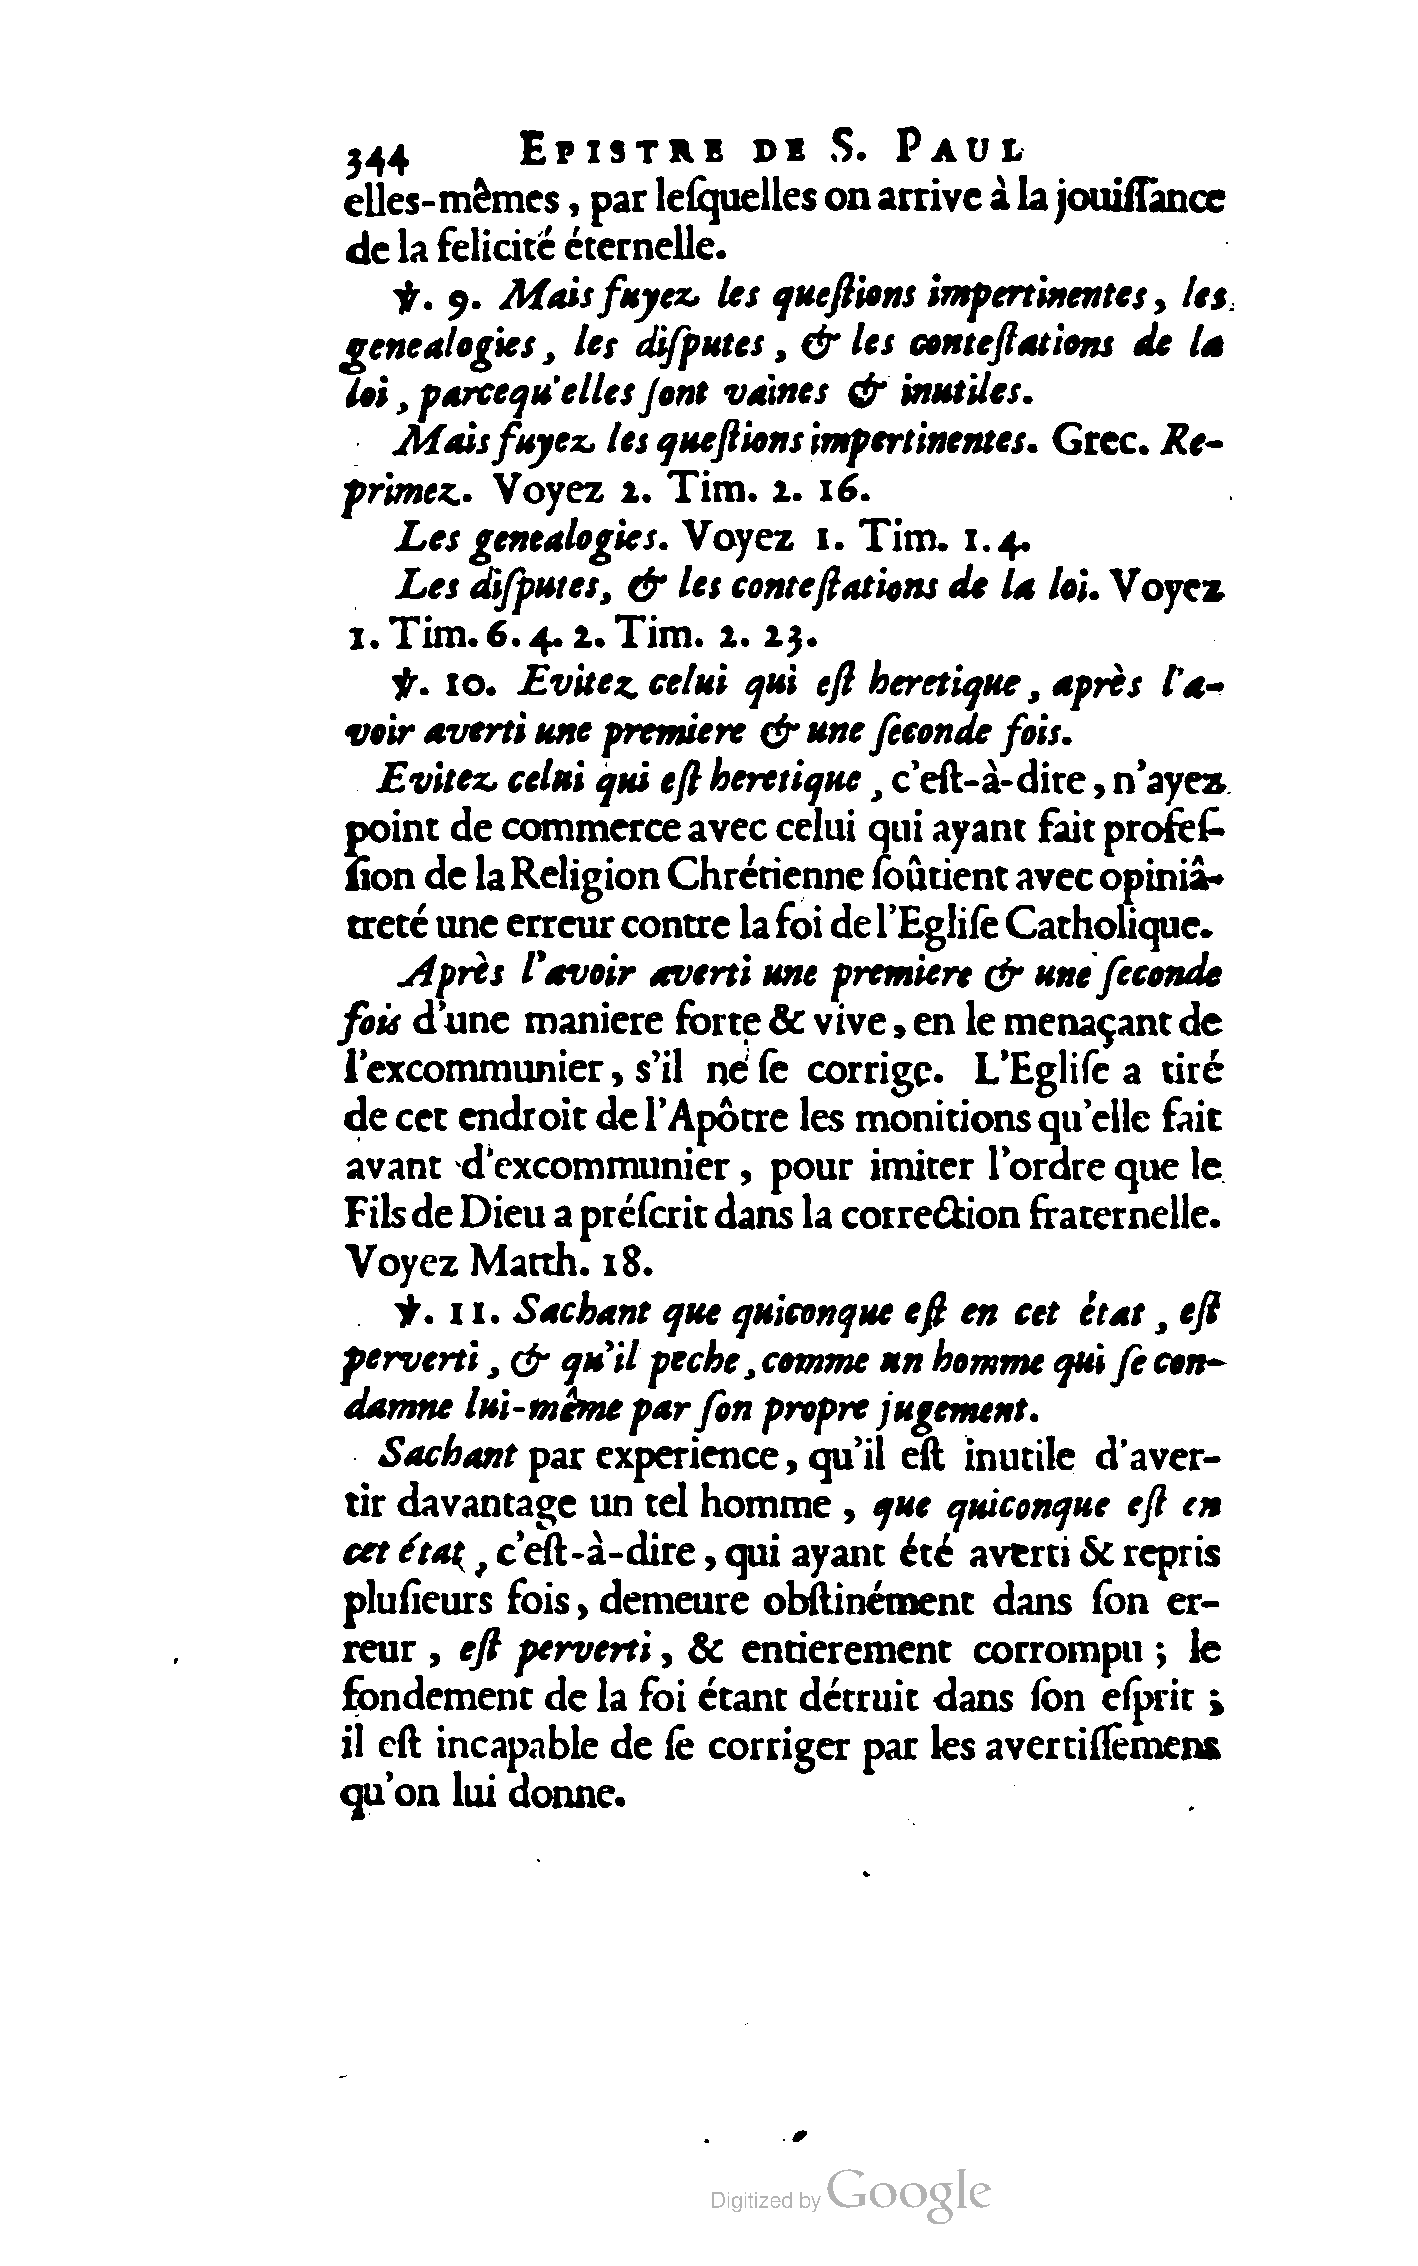 344 EPISTRE DE S. PAUL
elles-mêmes, par leſquelles on arrive à la jouiſſance
de la felicité éternelle.
℣. 9. Mais fuyez les queſtions impertinentes, les
genealogies, les diſputes, & les conteſtations de la
loi, parcequ'elles ſont vaines & inutiles.
Mais fuyez les queſtions impertinentes. Grec. Re-
primez. Voyez 2. Tim. 2. 16.
Les genealogies. Voyez 1. Tim. 1. 4.
Les diſputes, & les conteſtations de la loi. Voyez
1. Tim. 6. 4. 2. Tim. 2. 23.
℣. 10. Evitez celui qui eſt heretique, après l'a-
voir averti une premiere & une ſeconde fois.
Evitez celui qui eſt heretique, c'eſt-à-dire, n'ayez
point de commerce avec celui qui ayant fait profeſ-
ſion de la Religion Chrétienne ſoûtient avec opiniâ-
treté une erreur contre la foi de l'Egliſe Catholique.
Après l'avoir averti une premiere & une ſeconde
fois d'une maniere forte & vive, en le menaçant de
l'excommunier, s'il ne ſe corrige. L'Egliſe a tiré
de cet endroit de l'Apôtre les monitions qu'elle fait
avant d'excommunier, pour imiter l'ordre que le
Fils de Dieu a préſcrit dans la correction fraternelle.
Voyez Matth. 18.
℣. 11. Sachant que quiconque eſt en cet état, eſt
perverti, & qu'il peche, comme un homme qui ſe con-
damne lui-même par ſon propre jugement.
Sachant par experience, qu'il eſt inutile d'aver-
tir davantage un tel homme, que quiconque eſt en
cet état, c'eſt-à-dire, qui ayant été averti & repris
pluſieurs fois, demeure obſtinément dans ſon er-
reur, eſt perverti, & entierement corrompu; le
fondement de la foi étant détruit dans ſon eſprit;
il eſt incapable de ſe corriger par les avertiſſemens
qu'on lui donne.
Digitized by Google